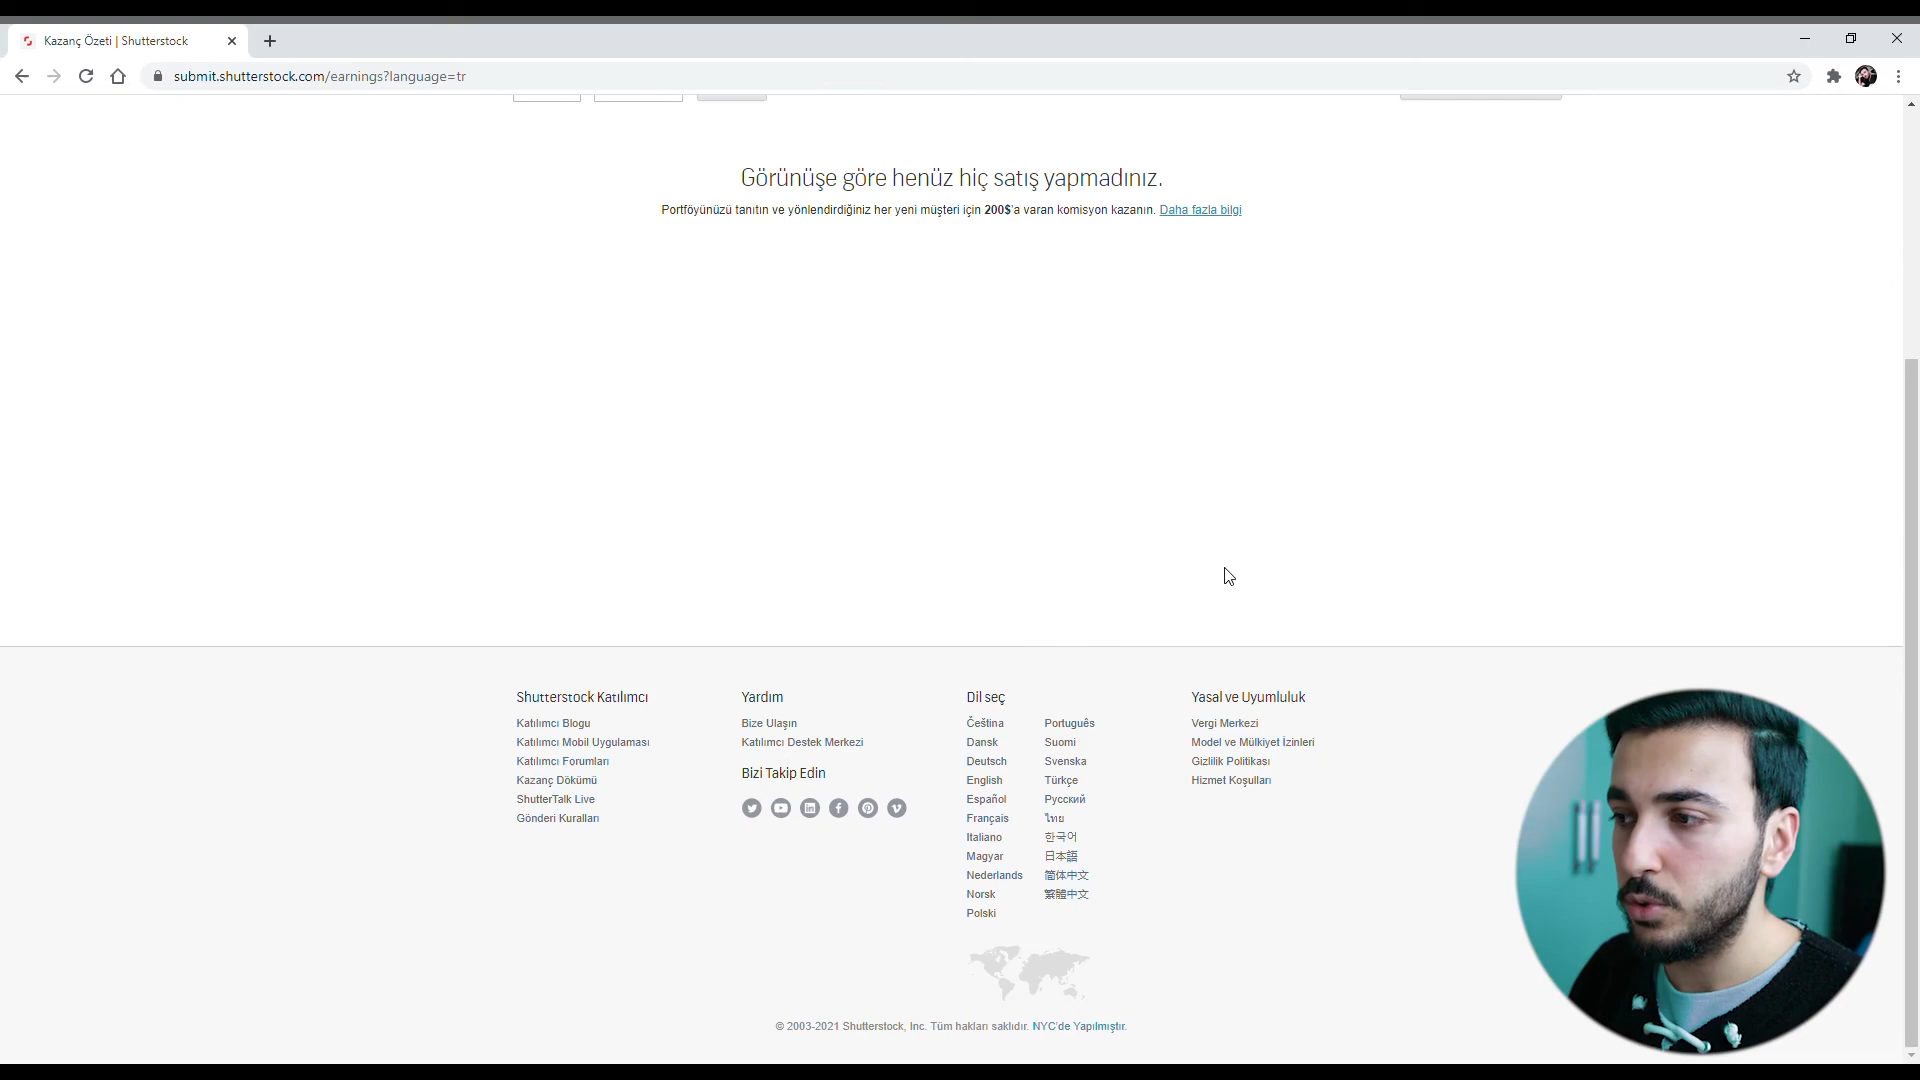 Kazanç Özeti | Shutterstock
submit.shutterstock.com/earnings?language=tr
Görünüşe göre henüz hiç satış yapmadınız.
Portföyünüzü tanıtın ve yönlendirdiğiniz her yeni müşteri için 200$'a varan komisyon kazanın. Daha fazla bilgi
Shutterstock Katılımcı
Katılımcı Blogu
Katılımcı Mobil Uygulaması
Katılımcı Forumları
Kazanç Dökümü
ShutterTalk Live
Gönderi Kuralları
Yardım
Bize Ulaşın
Katılımcı Destek Merkezi
Bizi Takip Edin
Dil seç
Čeština
Dansk
Deutsch
English
Español
Français
Italiano
Magyar
Nederlands
Norsk
Polski
Português
Suomi
Svenska
Türkçe
Русский
ไทย
한국어
日本語
简体中文
繁體中文
Yasal ve Uyumluluk
Vergi Merkezi
Model ve Mülkiyet İzinleri
Gizlilik Politikası
Hizmet Koşulları
© 2003-2021 Shutterstock, Inc. Tüm hakları saklıdır. NYC'de Yapılmıştır.